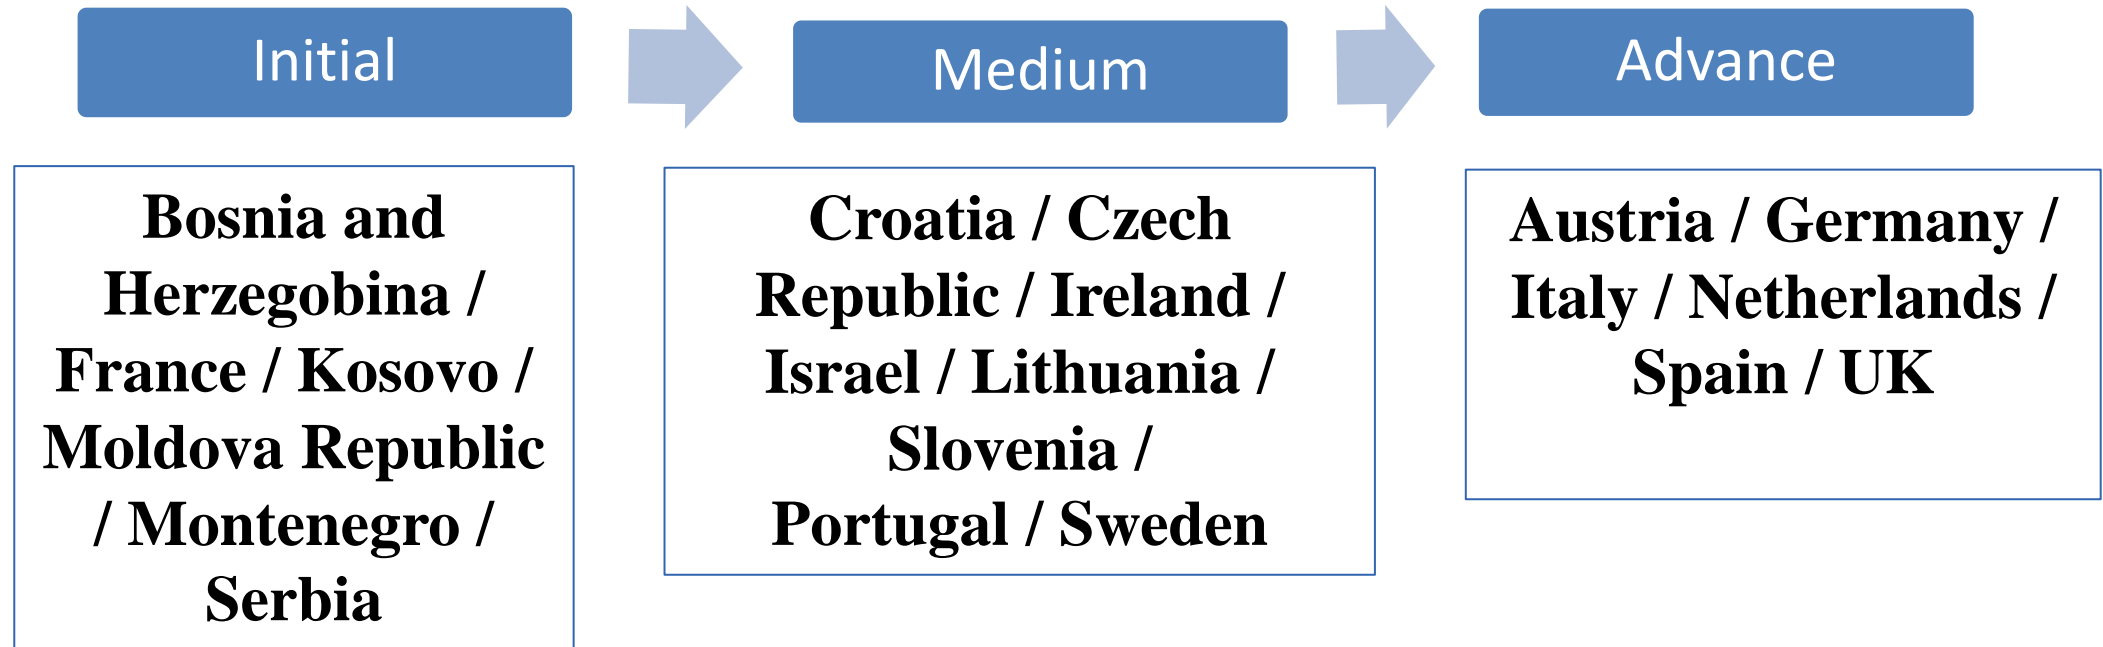 Initial
Medium
Advance
Bosnia and
Herzegobina /
France / Kosovo /
Moldova Republic
/ Montenegro /
Serbia
Croatia / Czech
Republic / Ireland /
Israel / Lithuania /
Slovenia /
Portugal / Sweden
Austria / Germany /
Italy / Netherlands /
Spain / UK